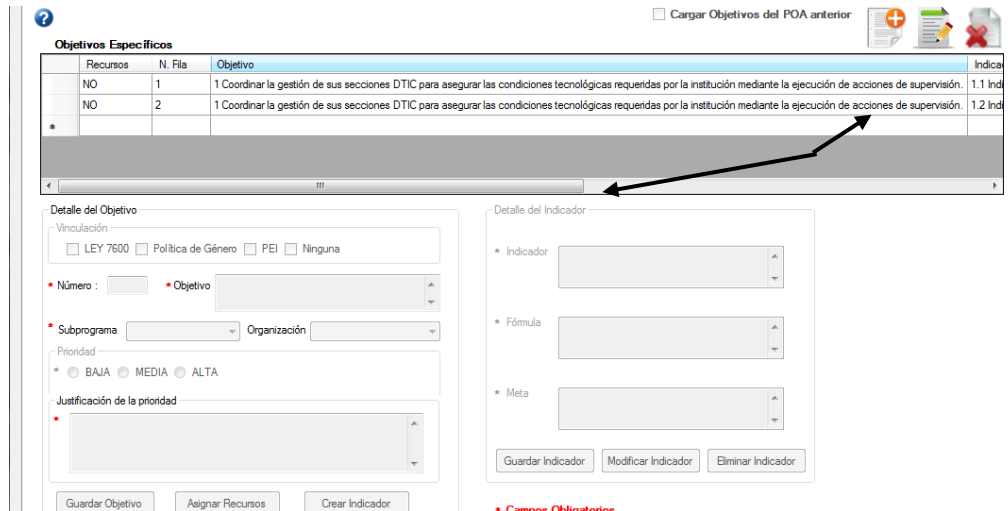 Cargar Objetivos del POA anterior
Objetivos Específicos
Recursos N. Fila Objetivo
NO 1 1 Coordinar la gestión de sus secciones DTIC para asegurar las condiciones tecnológicas requeridas por la institución mediante la ejecución de acciones de supervisión. 1.1 Indi
NO 2 1 Coordinar la gestión de sus secciones DTIC para asegurar las condiciones tecnológicas requeridas por la institución mediante la ejecución de acciones de supervisión. 1.2 Indi
*
Detalle del Objetivo
Vinculación
LEY 7600 Política de Género PEI Ninguna
* Número : * Objetivo
* Subprograma Organización
Prioridad
* BAJA MEDIA ALTA
Justificación de la prioridad
*
Guardar Objetivo Asignar Recursos Crear Indicador
Detalle del Indicador
* Indicador
* Fórmula
* Meta
Guardar Indicador Modificar Indicador Eliminar Indicador
* Campos Obligatorios